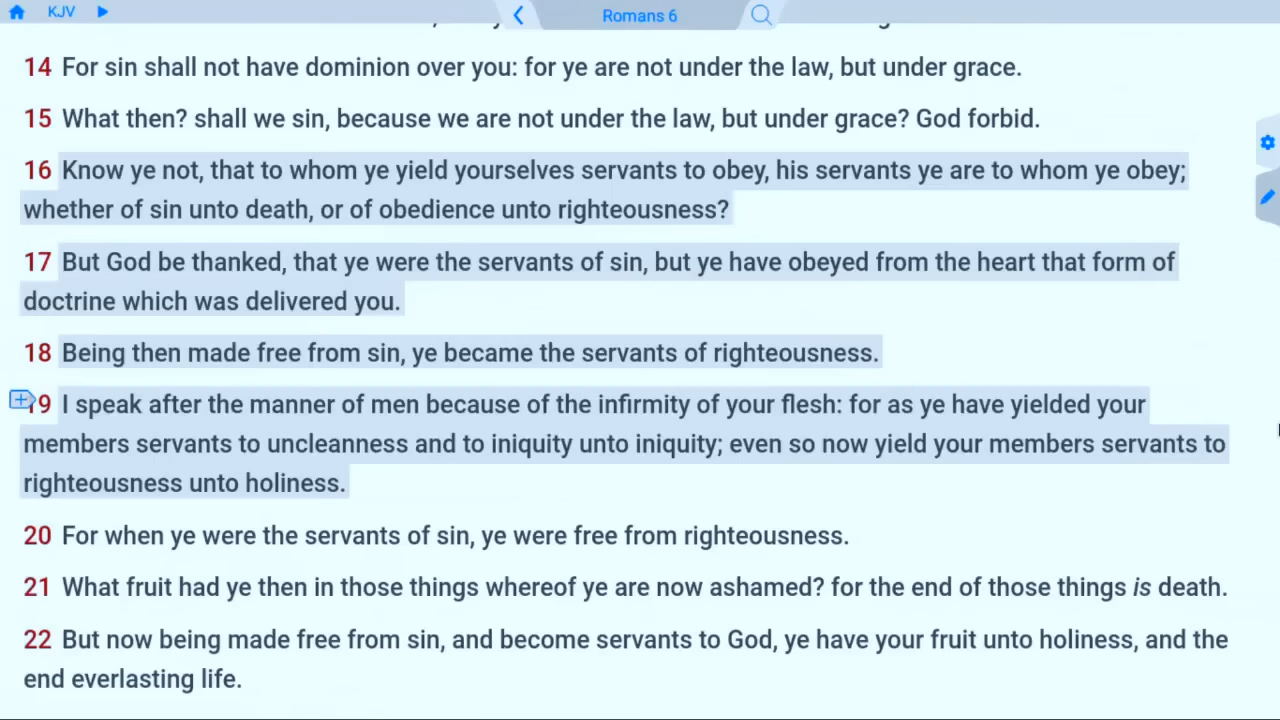 KJV
Romans 6
14 For sin shall not have dominion over you: for ye are not under the law, but under grace.
15 What then? shall we sin, because we are not under the law, but under grace? God forbid.
16 Know ye not, that to whom ye yield yourselves servants to obey, his servants ye are to whom ye obey;
whether of sin unto death, or of obedience unto righteousness?
17 But God be thanked, that ye were the servants of sin, but ye have obeyed from the heart that form of
doctrine which was delivered you.
18 Being then made free from sin, ye became the servants of righteousness.
19 I speak after the manner of men because of the infirmity of your flesh: for as ye have yielded your
members servants to uncleanness and to iniquity unto iniquity; even so now yield your members servants to
righteousness unto holiness.
20 For when ye were the servants of sin, ye were free from righteousness.
21 What fruit had ye then in those things whereof ye are now ashamed? for the end of those things is death.
22 But now being made free from sin, and become servants to God, ye have your fruit unto holiness, and the
end everlasting life.